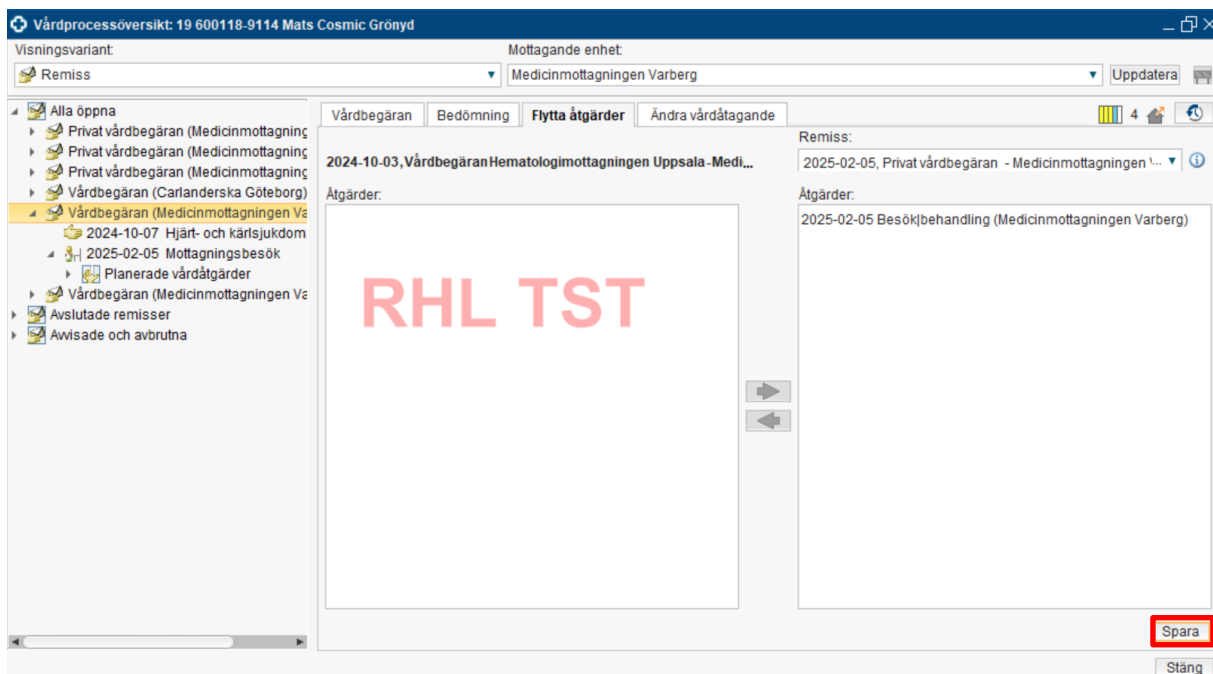 Vårdprocessöversikt: 19 600118-9114 Mats Cosmic Grönyd
Visningsvariant:
Mottagande enhet:
Remiss
Medicinmottagningen Varberg
Uppdatera
Alla öppna
Privat vårdbegäran (Medicinmottagning
Privat vårdbegäran (Medicinmottagning
Privat vårdbegäran (Medicinmottagning
Vårdbegäran (Carlanderska Göteborg)
Vårdbegäran (Medicinmottagningen Va
2024-10-07 Hjärt- och kärlsjukdom
2025-02-05 Mottagningsbesök
Planerade vårdåtgärder
Vårdbegäran (Medicinmottagningen Va
Avslutade remisser
Avvisade och avbrutna
Vårdbegäran
Bedömning
Flytta åtgärder
Ändra vårdåtagande
4
2024-10-03, Vårdbegäran Hematologimottagningen Uppsala - Medi...
Remiss:
2025-02-05, Privat vårdbegäran - Medicinmottagningen \...
Åtgärder:
Åtgärder:
2025-02-05 Besök|behandling (Medicinmottagningen Varberg)
RHL TST
Spara
Stäng